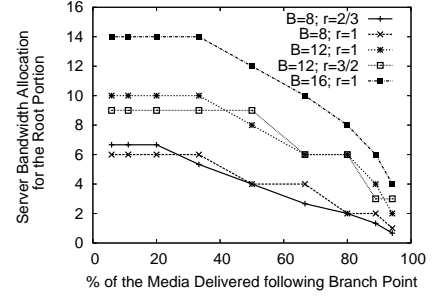 Server Bandwidth Allocation
for the Root Portion
16
14
12
10
8
6
4
2
0
B=8; r=2/3
B=8; r=1
B=12; r=1
B=12; r=3/2
B=16; r=1
0 20 40 60 80 100
% of the Media Delivered following Branch Point